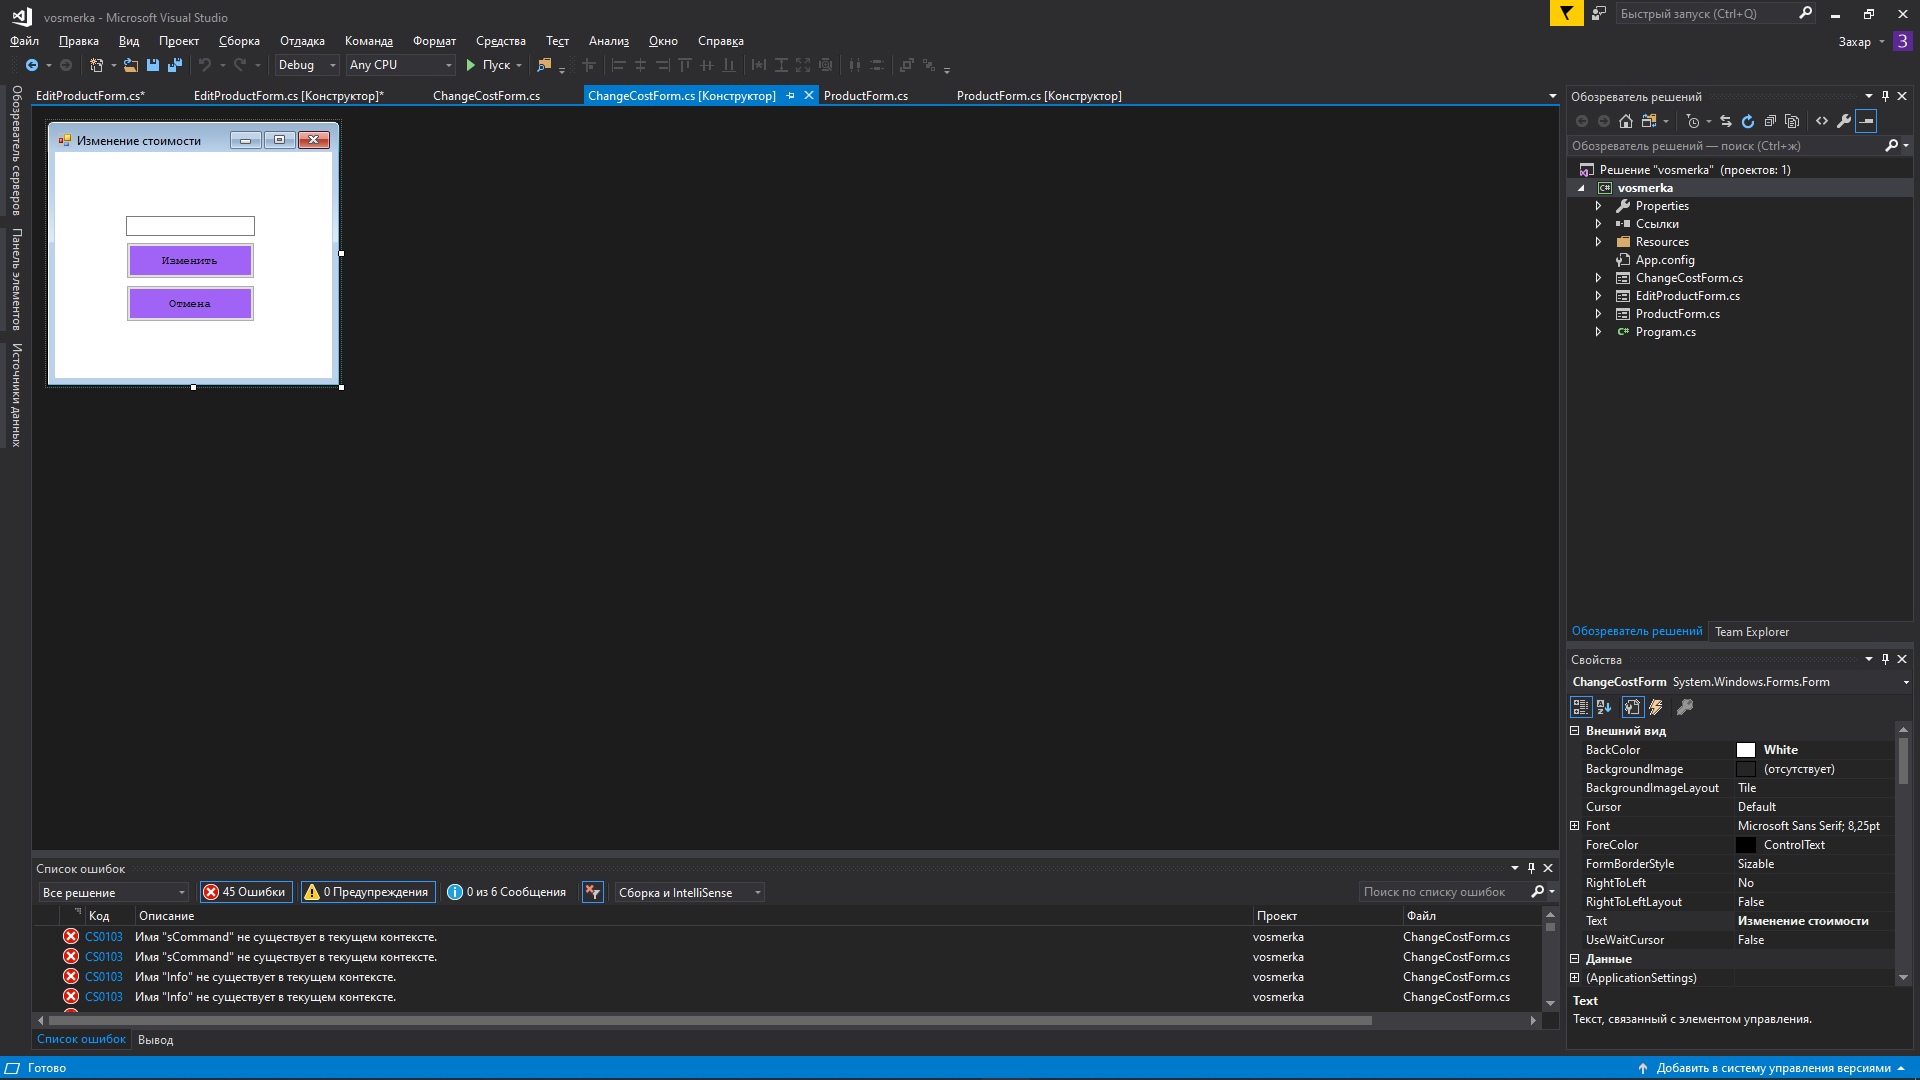 vosmerka - Microsoft Visual Studio
Быстрый запуск (Ctrl+Q)
Файл Правка Вид Проект Сборка Отладка Команда Формат Средства Тест Анализ Окно Справка
Захар З
Debug Any CPU Пуск
Обозреватель серверов
Панель элементов
Источники данных
EditProductForm.cs* EditProductForm.cs [Конструктор]* ChangeCostForm.cs ChangeCostForm.cs [Конструктор] ProductForm.cs ProductForm.cs [Конструктор]
Изменение стоимости
Изменить
Отмена
Обозреватель решений
Обозреватель решений — поиск (Ctrl+ж)
Решение "vosmerka" (проектов: 1)
C# vosmerka
Properties
Ссылки
Resources
App.config
ChangeCostForm.cs
EditProductForm.cs
ProductForm.cs
C# Program.cs
Обозреватель решений Team Explorer
Свойства
ChangeCostForm System.Windows.Forms.Form
Внешний вид
BackColor White
BackgroundImage (отсутствует)
BackgroundImageLayout Tile
Cursor Default
Font Microsoft Sans Serif; 8,25pt
ForeColor ControlText
FormBorderStyle Sizable
RightToLeft No
RightToLeftLayout False
Text Изменение стоимости
UseWaitCursor False
Данные
(ApplicationSettings)
Text
Текст, связанный с элементом управления.
Список ошибок
Все решение 45 Ошибки 0 Предупреждения 0 из 6 Сообщения Сборка и IntelliSense Поиск по списку ошибок
Код Описание Проект Файл
CS0103 Имя "sCommand" не существует в текущем контексте. vosmerka ChangeCostForm.cs
CS0103 Имя "sCommand" не существует в текущем контексте. vosmerka ChangeCostForm.cs
CS0103 Имя "Info" не существует в текущем контексте. vosmerka ChangeCostForm.cs
CS0103 Имя "Info" не существует в текущем контексте. vosmerka ChangeCostForm.cs
Список ошибок Вывод
Готово
Добавить в систему управления версиями